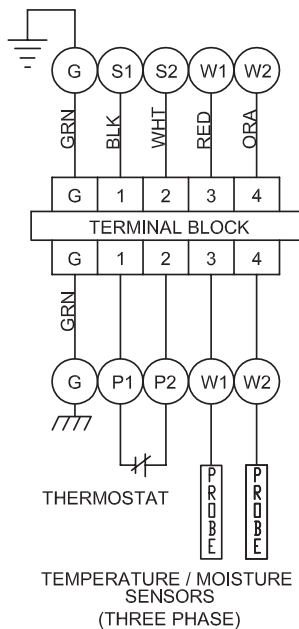 G S1 S2 W1 W2
GRN BLK WHT RED ORA
G 1 2 3 4
TERMINAL BLOCK
G 1 2 3 4
GRN
G P1 P2 W1 W2
THERMOSTAT
PROBE PROBE
TEMPERATURE / MOISTURE
SENSORS
(THREE PHASE)